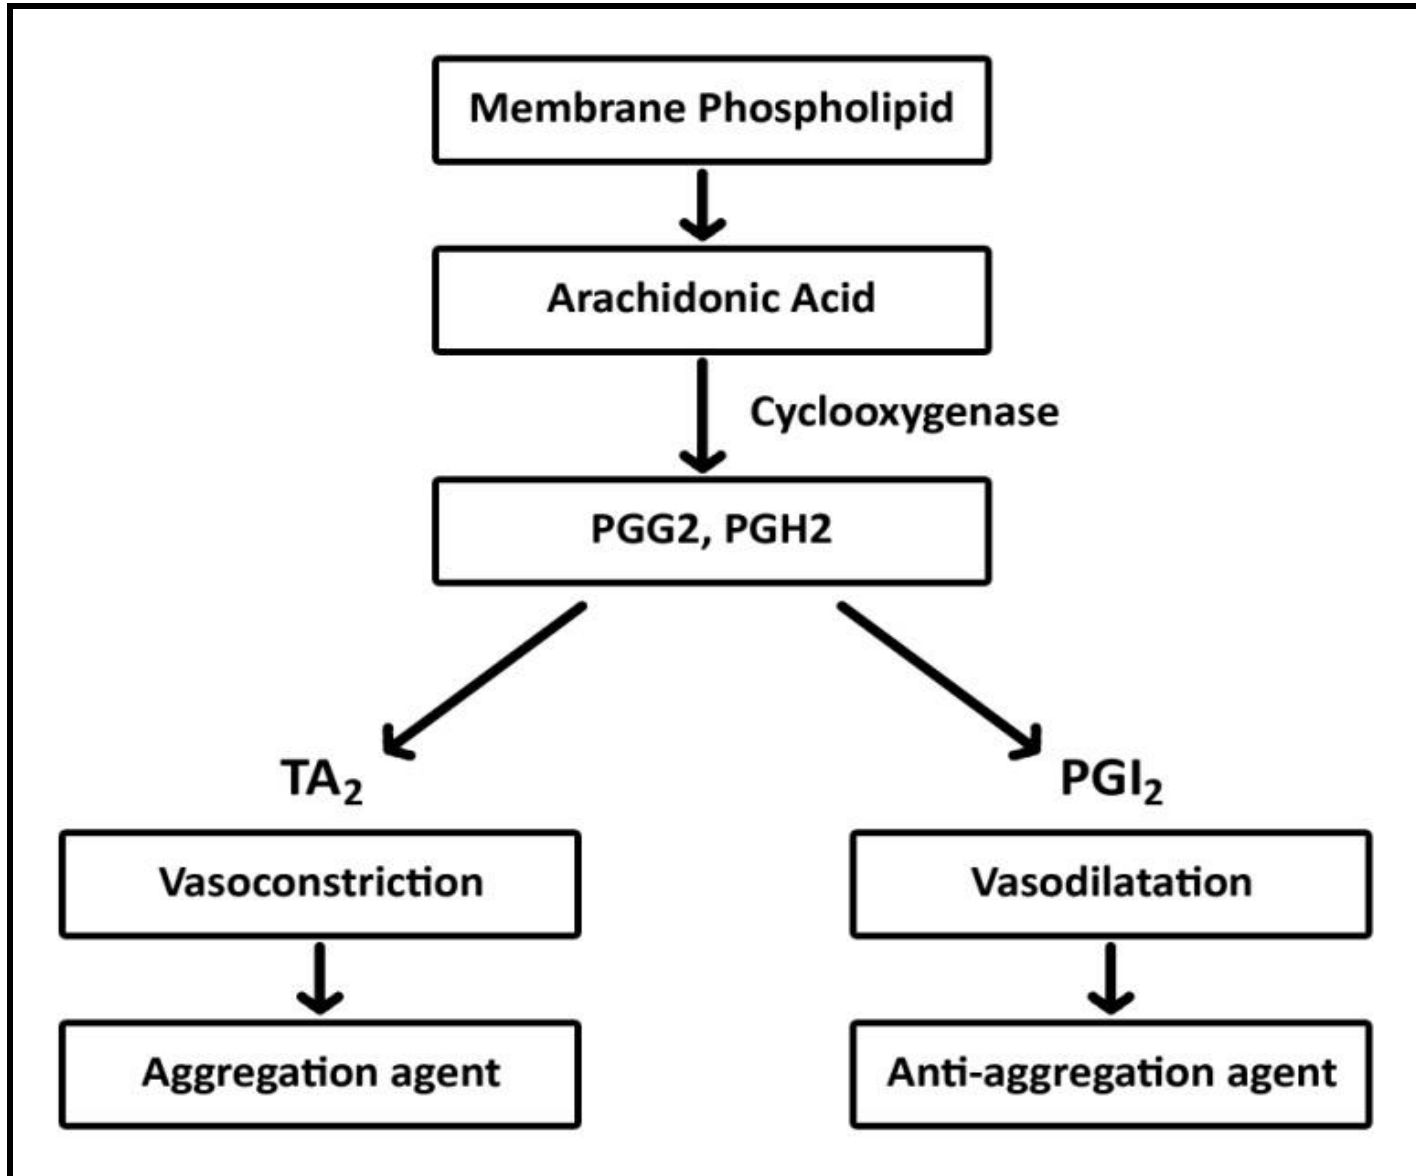 Membrane Phospholipid
Arachidonic Acid
Cyclooxygenase
PGG2, PGH2
TA₂
PGI₂
Vasoconstriction
Vasodilatation
Aggregation agent
Anti-aggregation agent